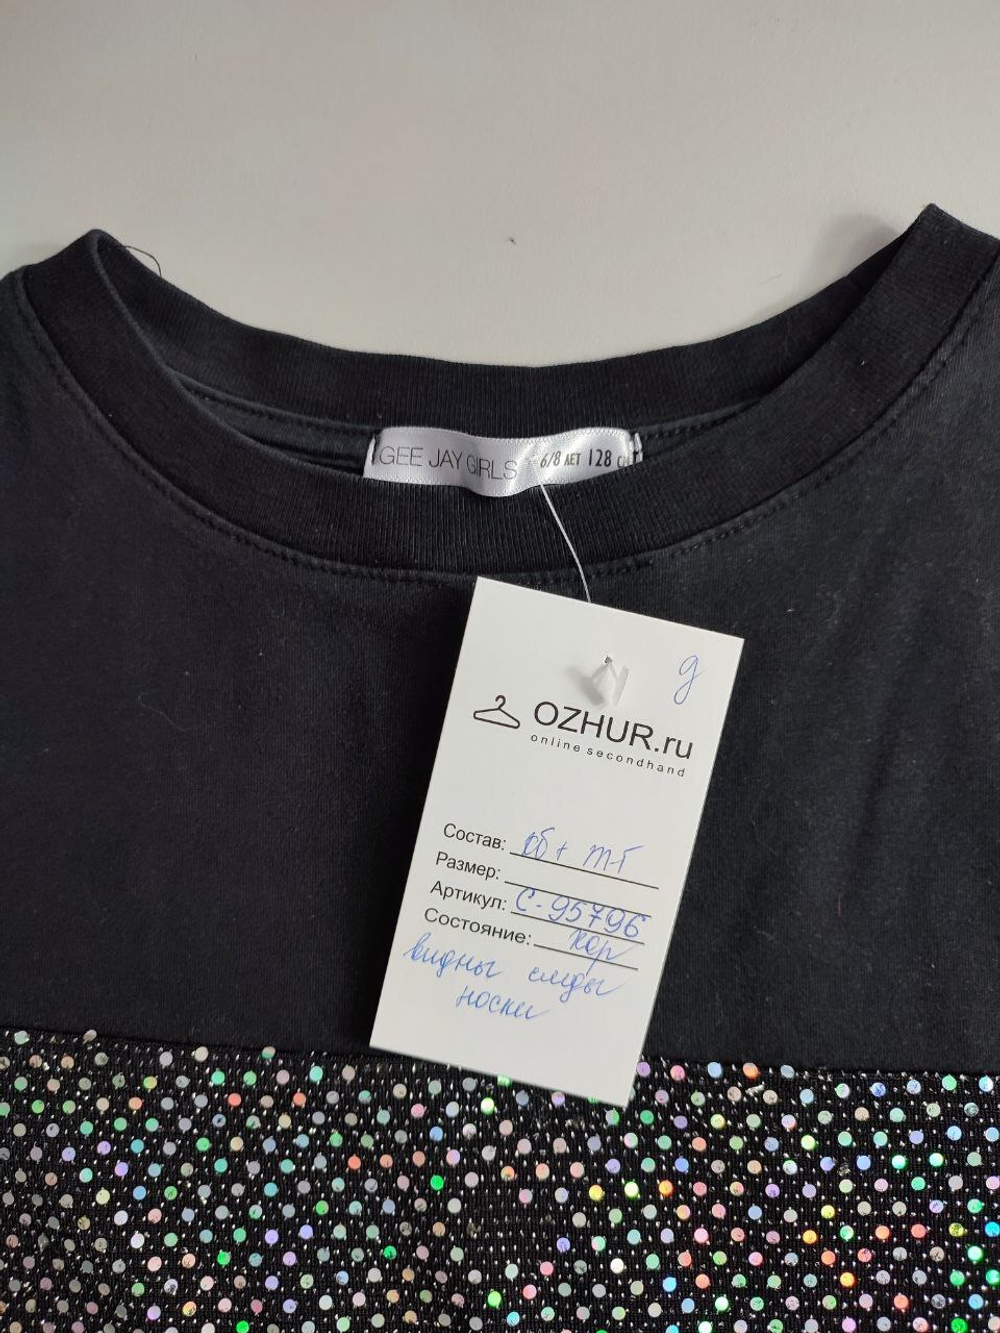 GEE JAY GIRLS 6/8 ЛЕТ 128
g
OZHUR.ru
online secondhand
Состав: хб + т-г
Размер:
Артикул: С-95796
Состояние: хор
видны следы
носки